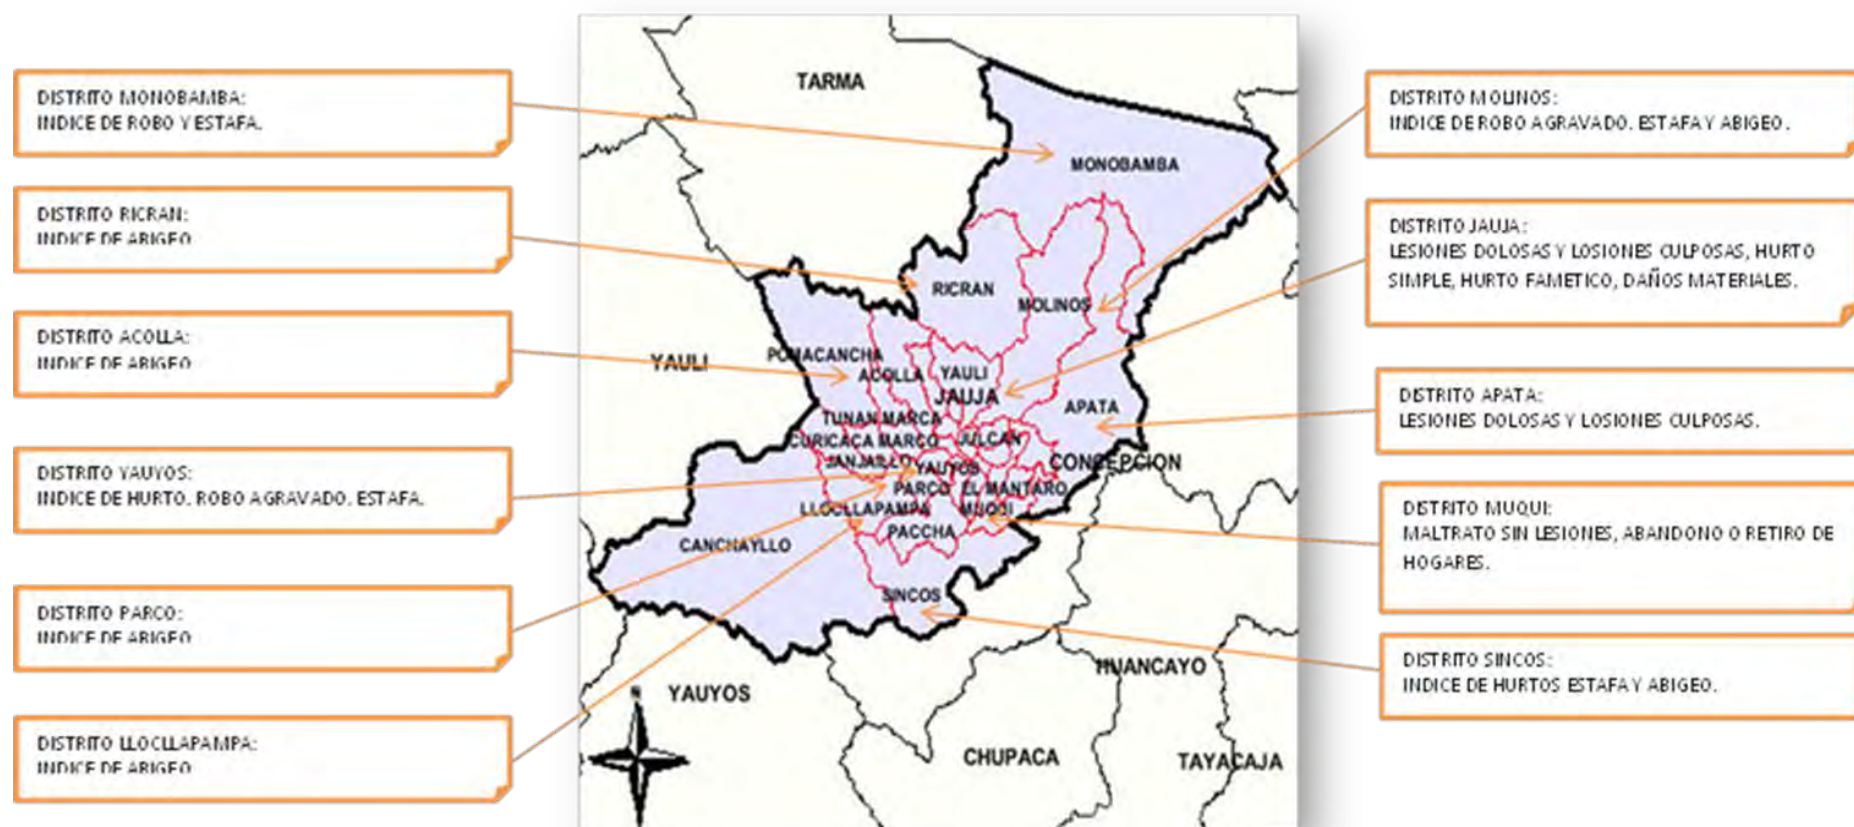 DISTRITO MONOBAMBA:
INDICE DE ROBO Y ESTAFA.
DISTRITO RICRAN:
INDICE DE ABIGEO
DISTRITO ACOLLA:
INDICE DE ABIGEO
DISTRITO YAUYOS:
INDICE DE HURTO. ROBO AGRAVADO. ESTAFA.
DISTRITO PARCO:
INDICE DE ABIGEO
DISTRITO LLOCLLAPAMPA:
INDICE DE ABIGEO
TARMA
MONOBAMBA
RICRAN
MOLINOS
YAULI
POMACANCHA
ACOLLA
YAULI
JAUJA
APATA
TUNAN MARCA
CURICACA MARCO
JULCAN
JANJAILLO
YAUYOS
CONCEPCION
PARCO
EL MANTARO
LLOCLLAPAMPA
MUQUI
PACCHA
CANCHAYLLO
SINCOS
HUANCAYO
YAUYOS
N
CHUPACA
TAYACAJA
DISTRITO MOLINOS:
INDICE DE ROBO AGRAVADO. ESTAFA Y ABIGEO.
DISTRITO JAUJA:
LESIONES DOLOSAS Y LOSIONES CULPOSAS, HURTO
SIMPLE, HURTO FAMETICO, DAÑOS MATERIALES.
DISTRITO APATA:
LESIONES DOLOSAS Y LOSIONES CULPOSAS.
DISTRITO MUQUI:
MALTRATO SIN LESIONES, ABANDONO O RETIRO DE
HOGARES.
DISTRITO SINCOS:
INDICE DE HURTOS ESTAFA Y ABIGEO.